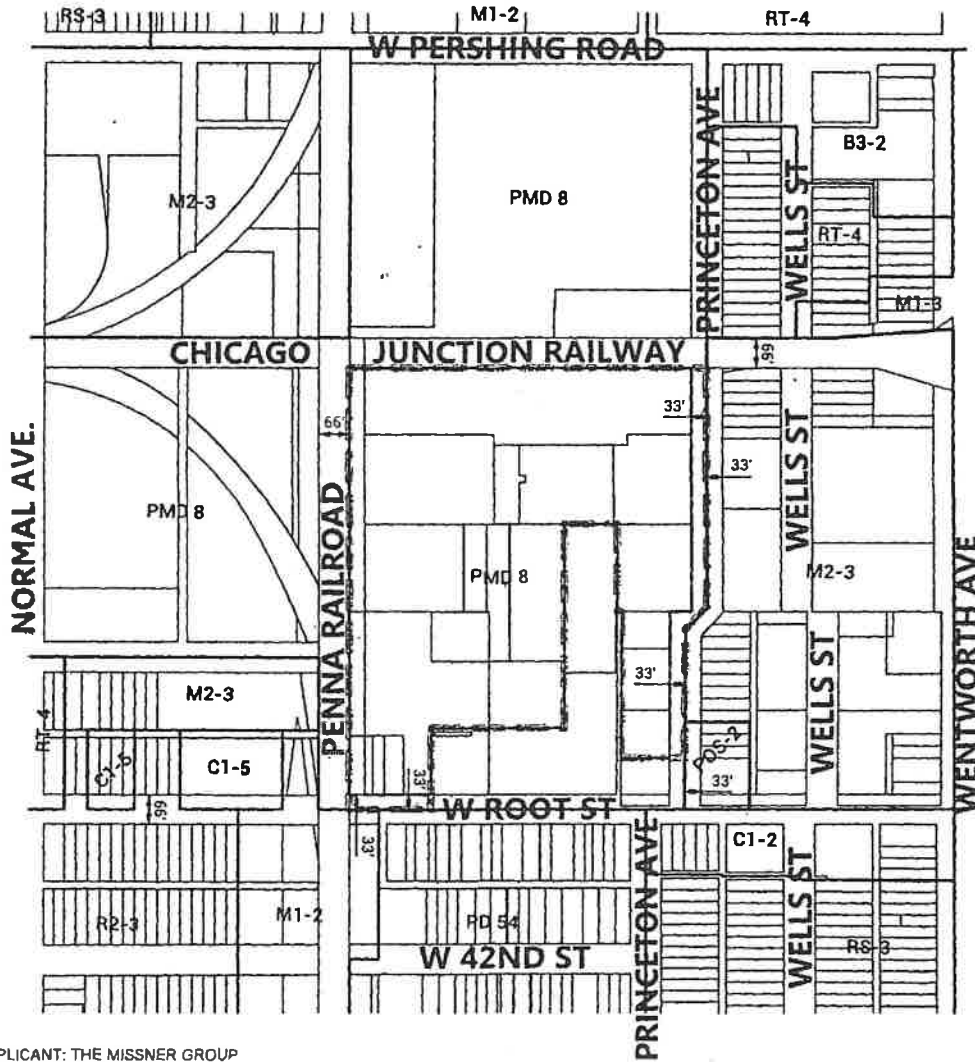 RS-3
M1-2
RT-4
W PERSHING ROAD
PRINCETON AVE
B3-2
M2-3
PMD 8
WELLS ST
RT-4
M1-3
CHICAGO JUNCTION RAILWAY
66'
33'
66'
33'
NORMAL AVE.
PENNA RAILROAD
WELLS ST
PMD 8
PMD 8
M2-3
WENTWORTH AVE
33'
WELLS ST
M2-3
RT-4
POS-2
C1-5
C1-5
33'
33'
66'
W ROOT ST
33'
PRINCETON AVE
C1-2
WELLS ST
R2-3
M1-2
PD 54
RS-3
W 42ND ST
PLICANT: THE MISSNER GROUP